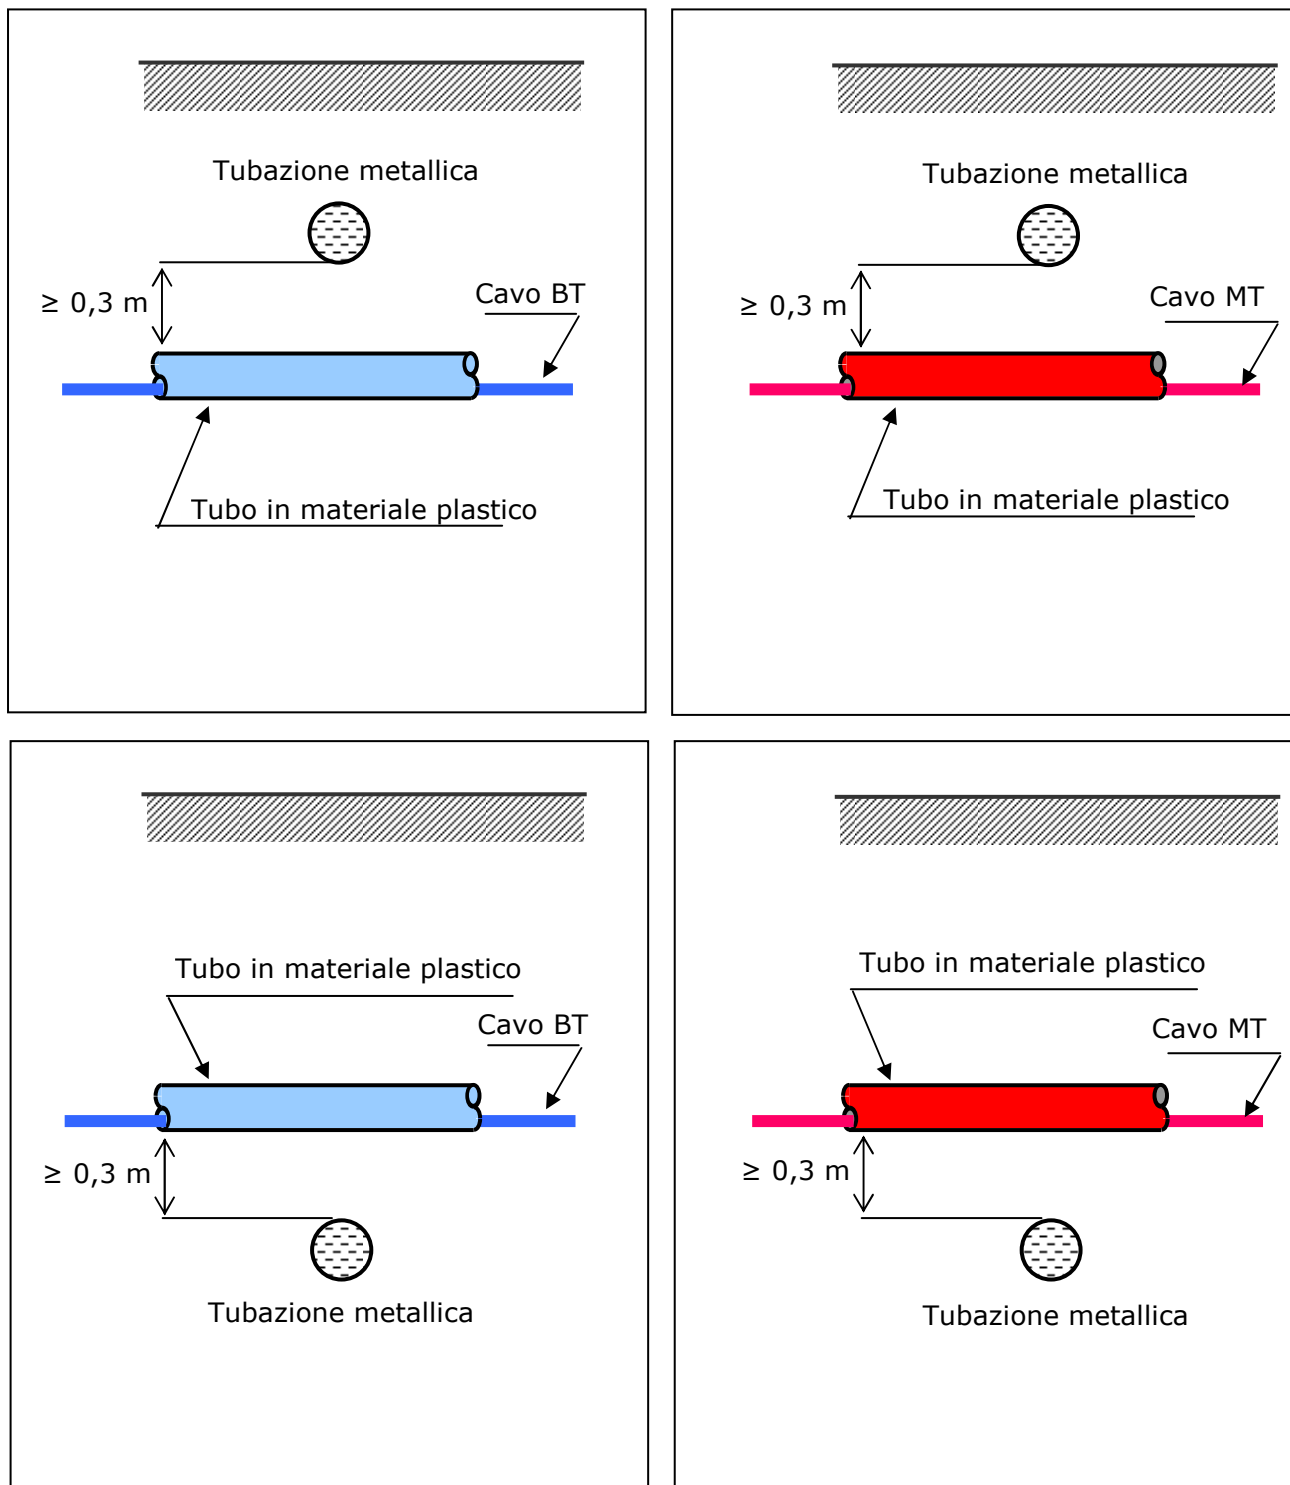 Tubazione metallica
≥ 0,3 m
Cavo BT
Tubo in materiale plastico
Tubazione metallica
≥ 0,3 m
Cavo MT
Tubo in materiale plastico
Tubo in materiale plastico
Cavo BT
≥ 0,3 m
Tubazione metallica
Tubo in materiale plastico
Cavo MT
≥ 0,3 m
Tubazione metallica